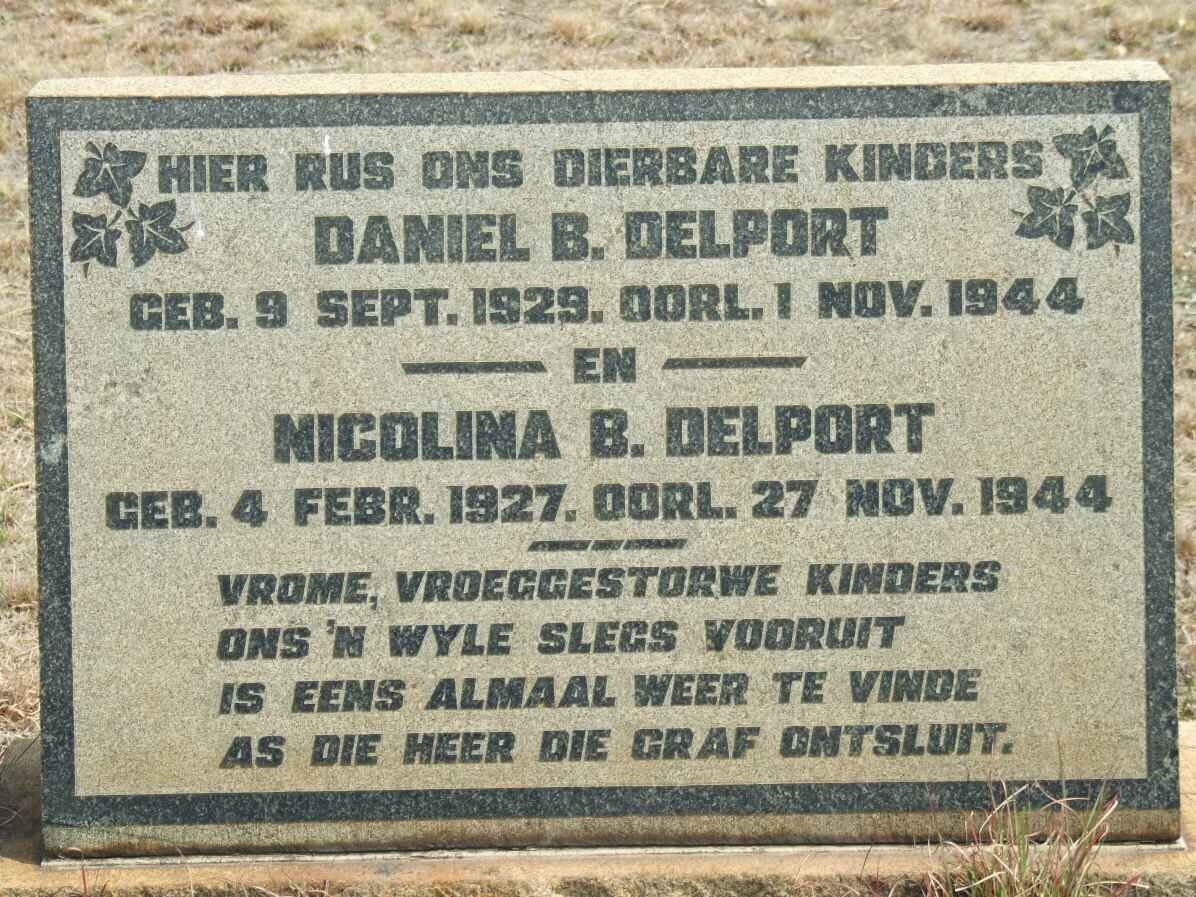 HIER RUS ONS DIERBARE KINDERS
DANIEL B. DELPORT
GEB. 9 SEPT. 1929. OORL. 1 NOV. 1944
EN
NICOLINA B. DELPORT
GEB. 4 FEBR. 1927. OORL. 27 NOV. 1944
VROME, VROEGGESTORWE KINDERS
ONS 'N WYLE SLEGS VOORUIT
IS EENS ALMAAL WEER TE VINDE
AS DIE HEER DIE GRAF ONTSLUIT.